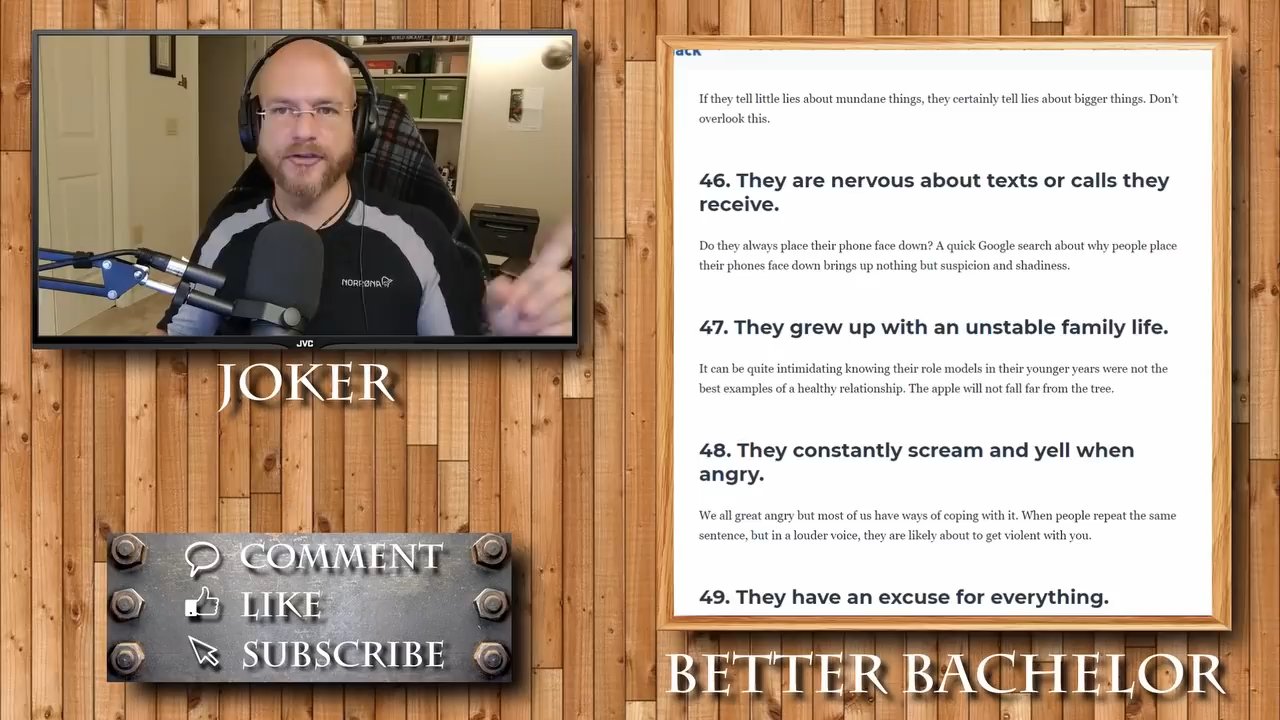 NORRØNA
JVC
JOKER
COMMENT
LIKE
SUBSCRIBE
ack
If they tell little lies about mundane things, they certainly tell lies about bigger things. Don't
overlook this.
46. They are nervous about texts or calls they
receive.
Do they always place their phone face down? A quick Google search about why people place
their phones face down brings up nothing but suspicion and shadiness.
47. They grew up with an unstable family life.
It can be quite intimidating knowing their role models in their younger years were not the
best examples of a healthy relationship. The apple will not fall far from the tree.
48. They constantly scream and yell when
angry.
We all great angry but most of us have ways of coping with it. When people repeat the same
sentence, but in a louder voice, they are likely about to get violent with you.
49. They have an excuse for everything.
BETTER BACHELOR